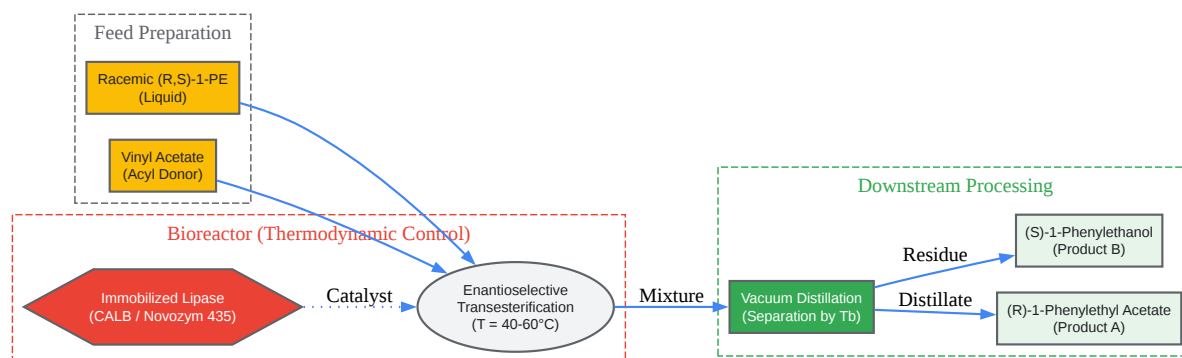 Feed Preparation
Racemic (R,S)-1-PE
(Liquid)
Vinyl Acetate
(Acyl Donor)
Bioreactor (Thermodynamic Control)
Immobilized Lipase
(CALB / Novozym 435)
Catalyst
Enantioselective
Transesterification
(T = 40-60°C)
Mixture
Downstream Processing
Vacuum Distillation
(Separation by Tb)
Residue
Distillate
(S)-1-Phenylethanol
(Product B)
(R)-1-Phenylethyl Acetate
(Product A)